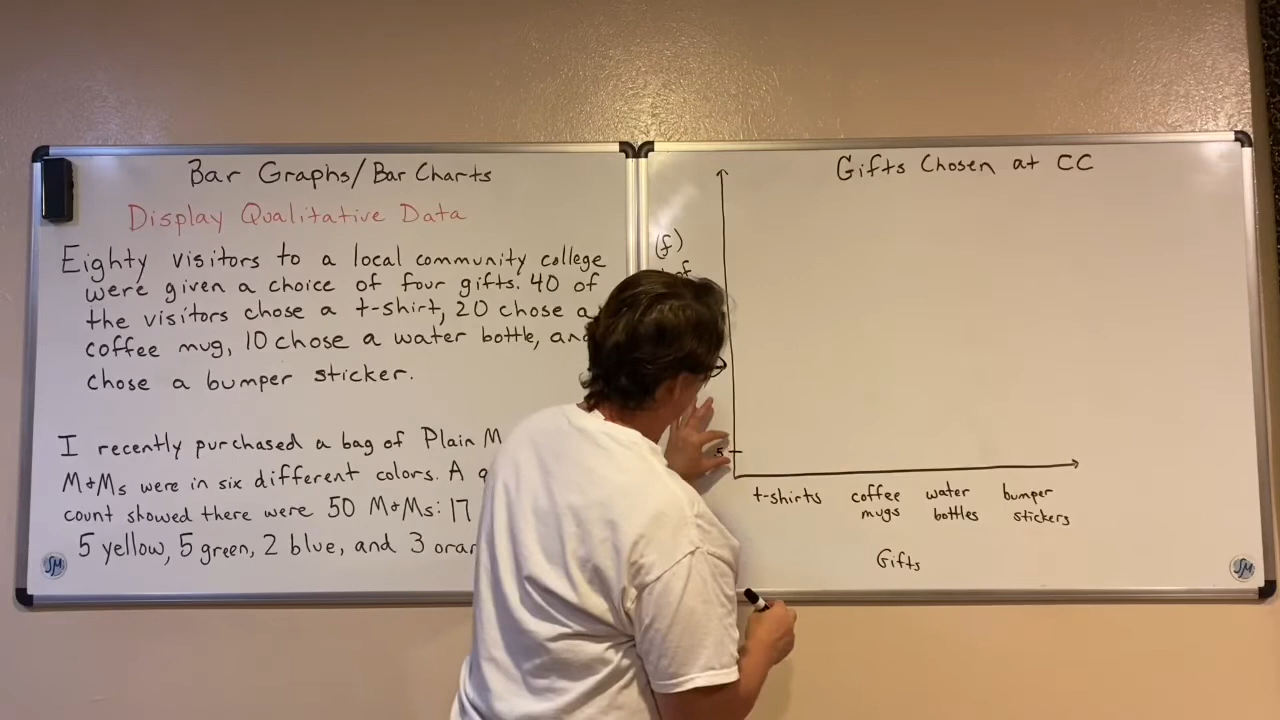 Bar Graphs/Bar Charts
Display Qualitative Data
Eighty visitors to a local community college
were given a choice of four gifts. 40 of
the visitors chose a t-shirt, 20 chose a
coffee mug, 10 chose a water bottle, and
chose a bumper sticker.
I recently purchased a bag of Plain M
M&Ms were in six different colors. A
count showed there were 50 M&Ms: 17
5 yellow, 5 green, 2 blue, and 3
SM
Gifts Chosen at CC
(f)
of
5
t-shirts coffee water bumper
mugs bottles stickers
Gifts
SM